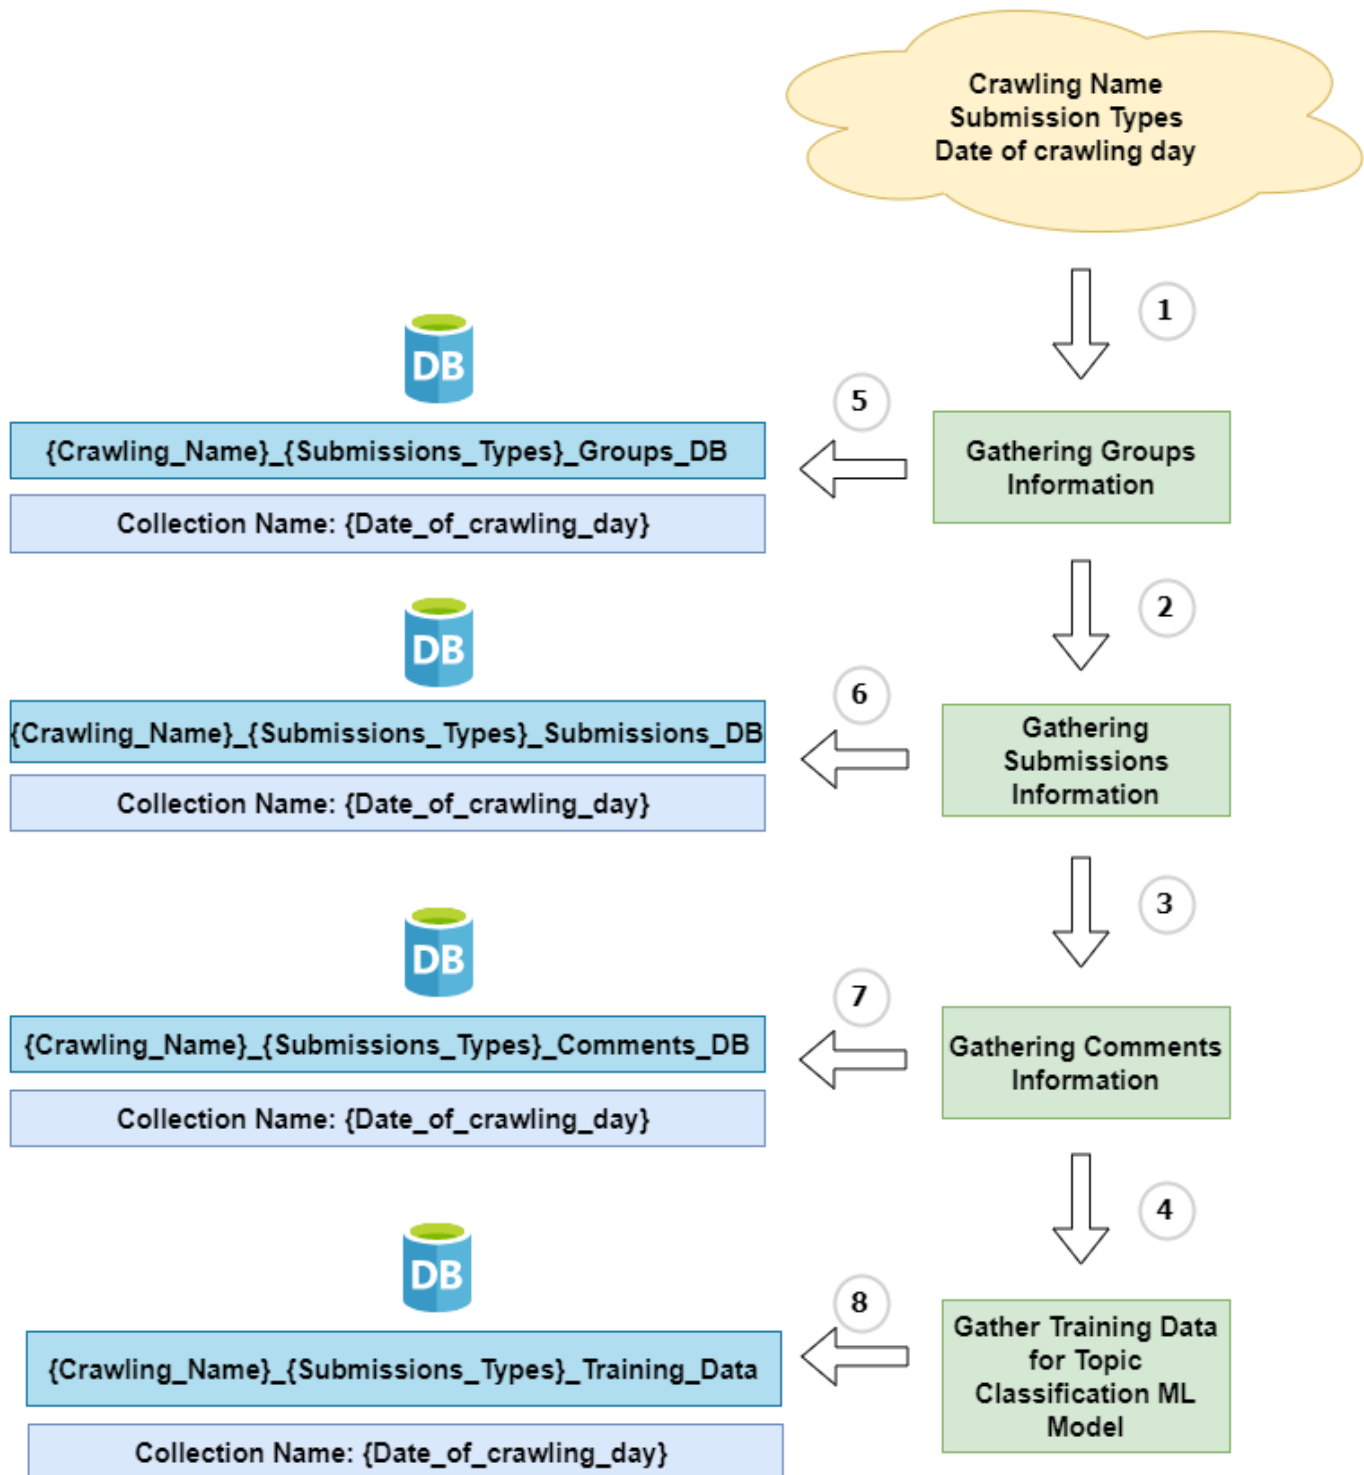 Crawling Name
Submission Types
Date of crawling day
1
DB
5
{Crawling_Name}_{Submissions_Types}_Groups_DB
Collection Name: {Date_of_crawling_day}
Gathering Groups
Information
2
DB
6
{Crawling_Name}_{Submissions_Types}_Submissions_DB
Collection Name: {Date_of_crawling_day}
Gathering
Submissions
Information
3
DB
7
{Crawling_Name}_{Submissions_Types}_Comments_DB
Collection Name: {Date_of_crawling_day}
Gathering Comments
Information
4
DB
8
{Crawling_Name}_{Submissions_Types}_Training_Data
Collection Name: {Date_of_crawling_day}
Gather Training Data
for Topic
Classification ML
Model